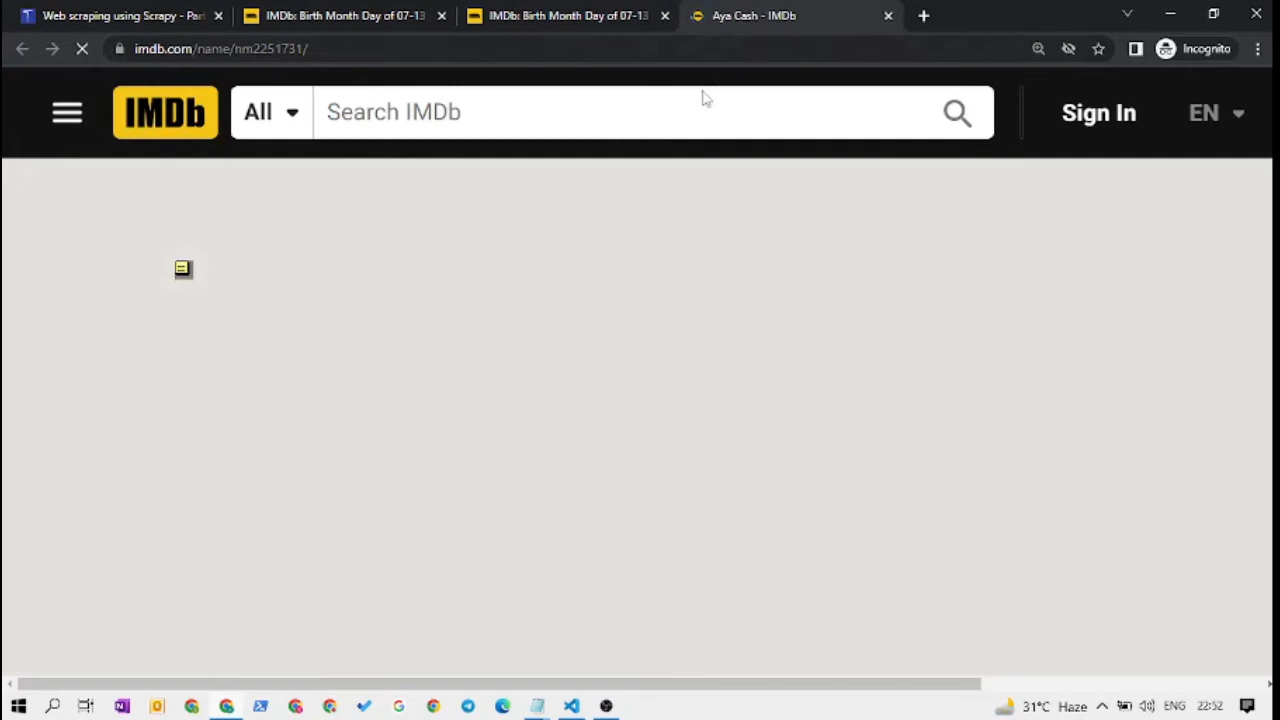 Web scraping using Scrapy - Part
IMDb: Birth Month Day of 07-13
IMDb: Birth Month Day of 07-13
Aya Cash - IMDb
imdb.com/name/nm2251731/
Incognito
IMDb
All
Search IMDb
Sign In
EN
31°C Haze
ENG
22:52